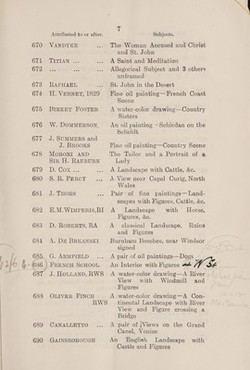 7
Attributed to or after. Subjects.
670 VANDYKE ... The Woman Accused and Christ
and St. John
671 TITIAN ... ... A Saint and Meditation
672 ... ... Allegorical Subject and 3 others
unframed
673 RAPHAEL ... St. John in the Desert
674 H. VERNET, 1829 Fine oil painting—French Coast
Scene
675 BIRKET FOSTER A water-color drawing—Country
Sisters
676 W. DOMMERSON, An oil painting - Schiedan on the
677 J. SUMMERS and
J. BROOKS Fine oil painting—Country Scene
678 MORONI AND The Tailor and a Portrait of a
SIR H. RAEBURN Lady
679 D. COX ... ... A Landscape with Cattle, &c.
680 S. R. PERCY ... A View near Capel Curig, North
Wales
681 J. THORS ... Pair of fine paintings—Land-
scapes with Figures, Cattle, &c.
682 E.M. WIMPERIS, RI A Landscape with Horse,
Figures, &c.
683 D. ROBERTS, RA A classical Landscape, Ruins
and Figures
684 A. DE BREANSKI Burnham Beeches, near Windsor
signed
685 G. ARMFIELD ... A pair of oil paintings—Dogs
686 FRENCH SCHOOL An Interior with Figures
687 J. HOLLAND, RWS A water-color drawing—A River
View with Windmill and
Figures
688 OLIVER FINCH A water-color drawing—A Con-
RWS tinental Landscape with River
View and Figure crossing a
Bridge
689 CANALETTO ... A pair of Views on the Grand
Canal, Venice
690 GAINSBOROUGH ... An English Landscape with
Cattle and Figures